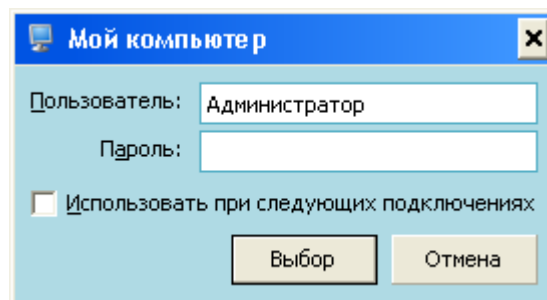 Мой компьютер
Пользователь: Администратор
Пароль:
Использовать при следующих подключениях
Выбор Отмена